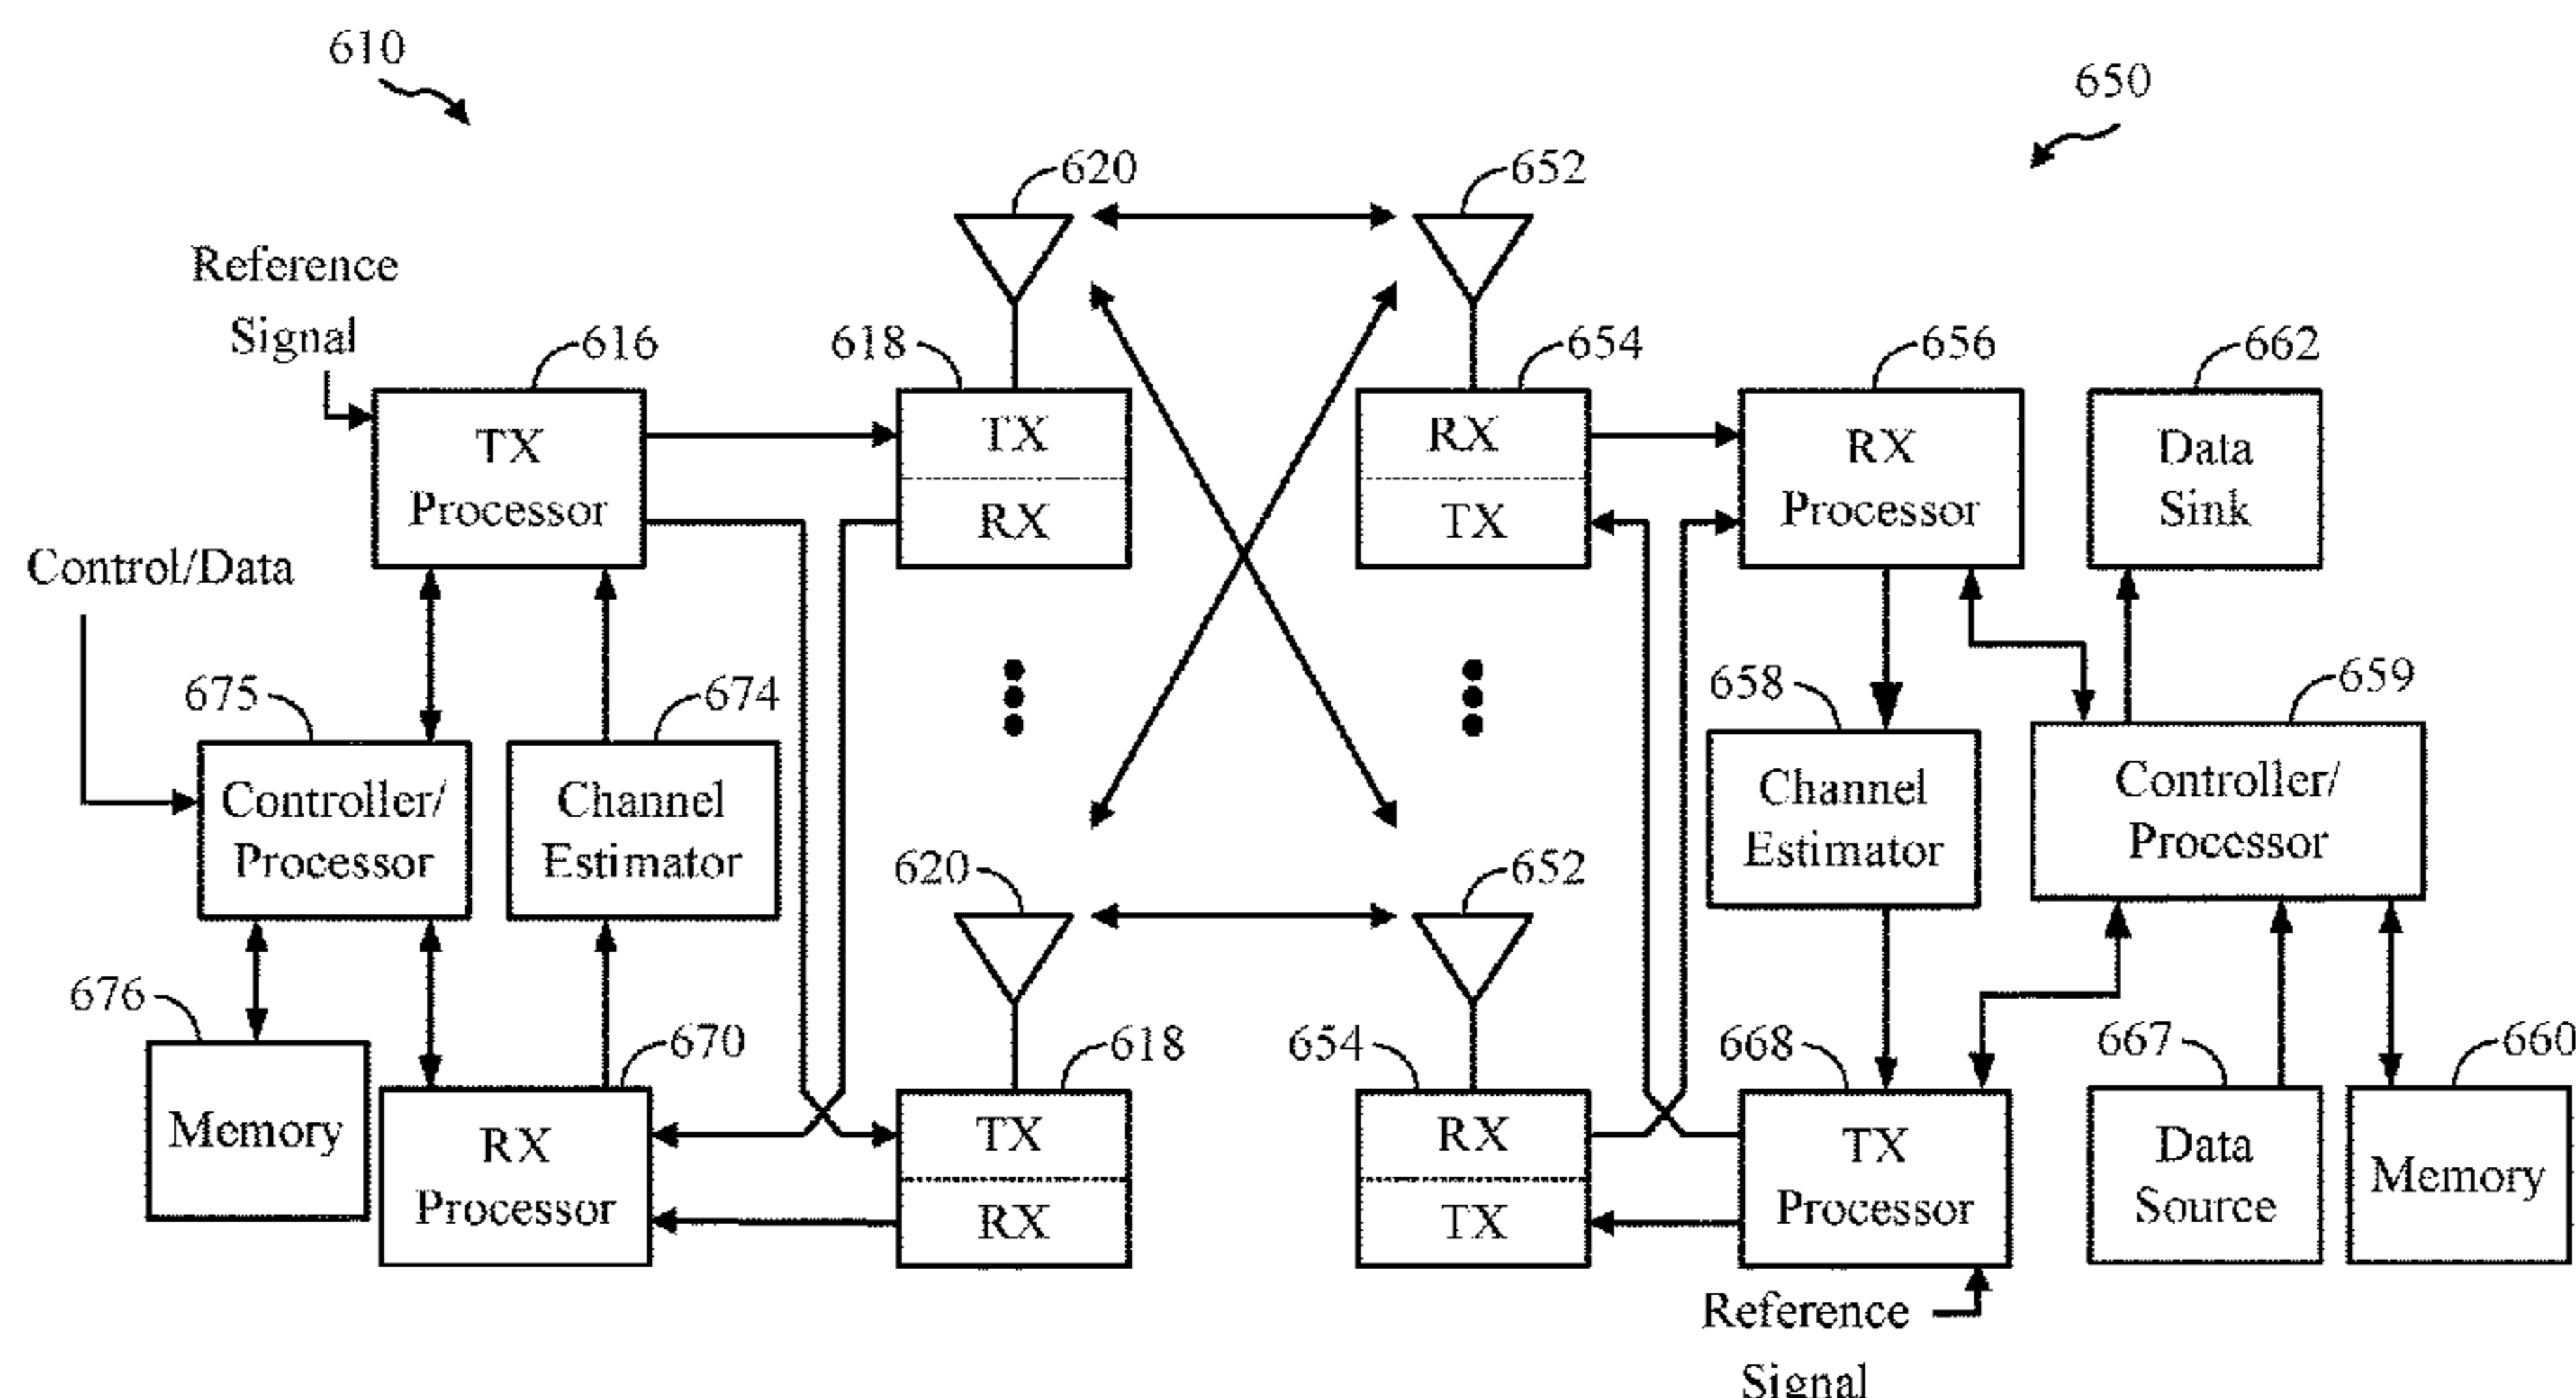 610
650
620
652
Reference
Signal
616
618
654
656
662
TX
Processor
TX
RX
RX
TX
RX
Processor
Data
Sink
Control/Data
675
674
658
659
Controller/
Processor
Channel
Estimator
Channel
Estimator
Controller/
Processor
620
652
676
670
618
654
668
667
660
Memory
RX
Processor
TX
RX
RX
TX
TX
Processor
Data
Source
Memory
Reference
Signal